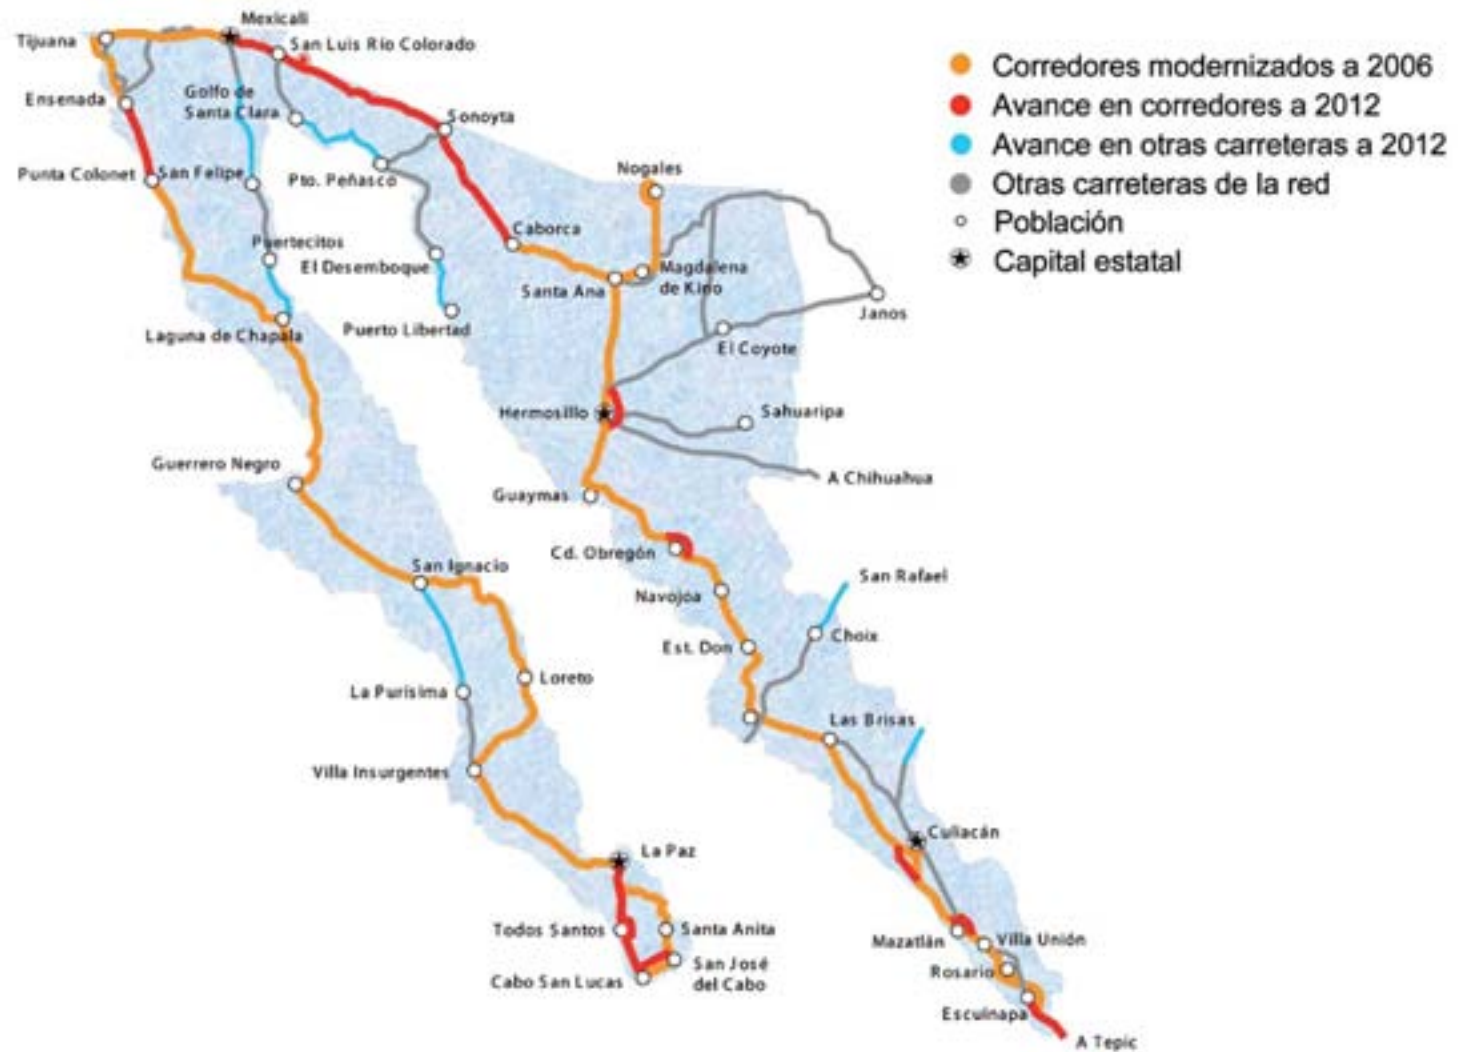 Mexicali
Tijuana
San Luis Río Colorado
Ensenada
Golfo de
Santa Clara
Sonoyta
Punta Colonet
San Felipe
Pto. Peñasco
Nogales
Caborca
Puertecitos
El Desemboque
Magdalena
de Kino
Santa Ana
Janos
Laguna de Chapala
Puerto Libertad
El Coyote
Hermosillo
Sahuaripa
Guerrero Negro
A Chihuahua
Guaymas
Cd. Obregón
San Ignacio
San Rafael
Navojoa
Choix
Est. Don
Loreto
La Purisima
Las Brisas
Villa Insurgentes
Culiacán
La Paz
Todos Santos
Santa Anita
Mazatlán
Villa Unión
San José
del Cabo
Rosario
Cabo San Lucas
Escuinapa
A Tepic
Corredores modernizados a 2006
Avance en corredores a 2012
Avance en otras carreteras a 2012
Otras carreteras de la red
Población
Capital estatal